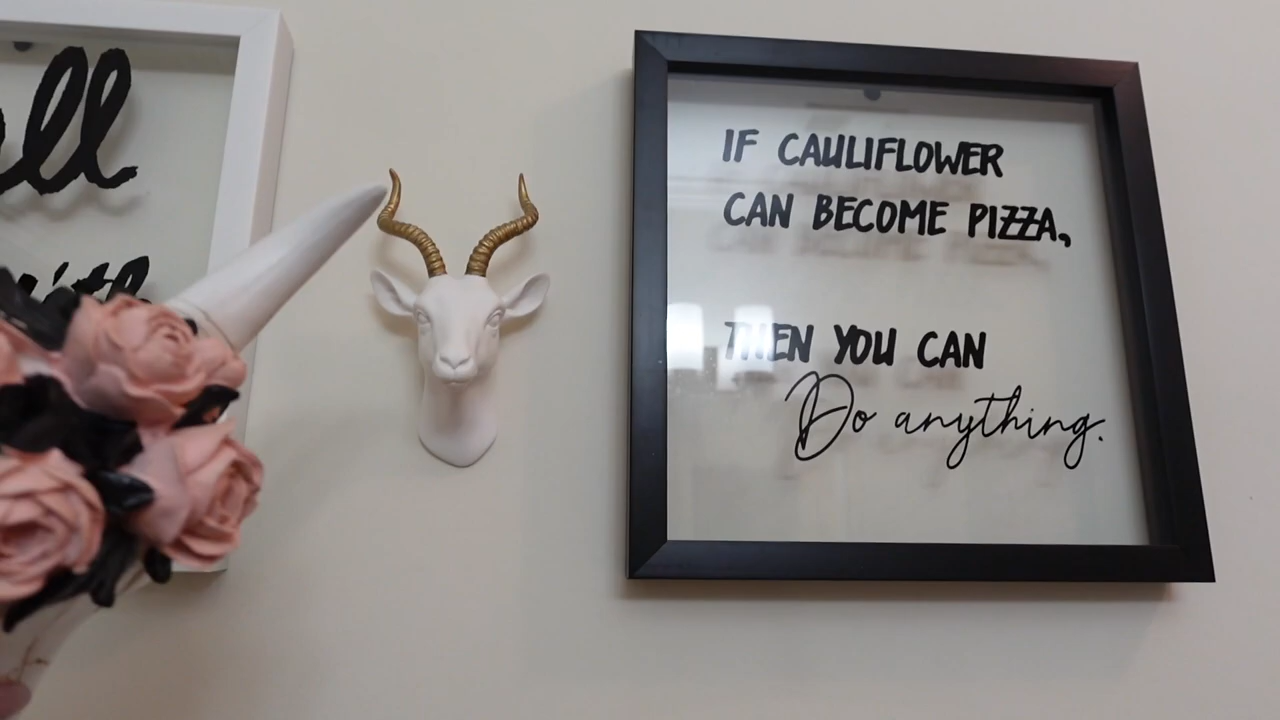 IF CAULIFLOWER
CAN BECOME PIZZA,
THEN YOU CAN
Do anything.